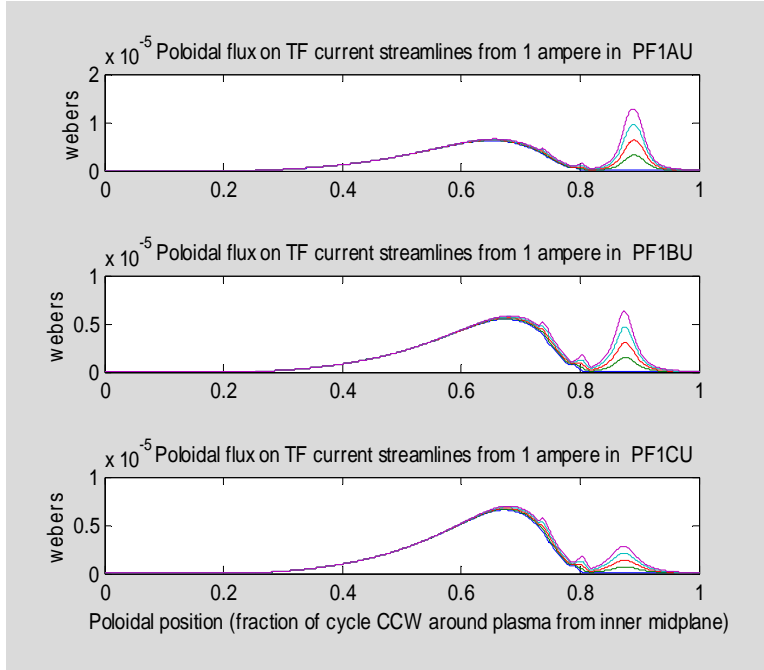 x 10-5 Poloidal flux on TF current streamlines from 1 ampere in PF1AU
2
1
0
webers
0 0.2 0.4 0.6 0.8 1
x 10-5 Poloidal flux on TF current streamlines from 1 ampere in PF1BU
1
0.5
0
webers
0 0.2 0.4 0.6 0.8 1
x 10-5 Poloidal flux on TF current streamlines from 1 ampere in PF1CU
1
0.5
0
webers
0 0.2 0.4 0.6 0.8 1
Poloidal position (fraction of cycle CCW around plasma from inner midplane)